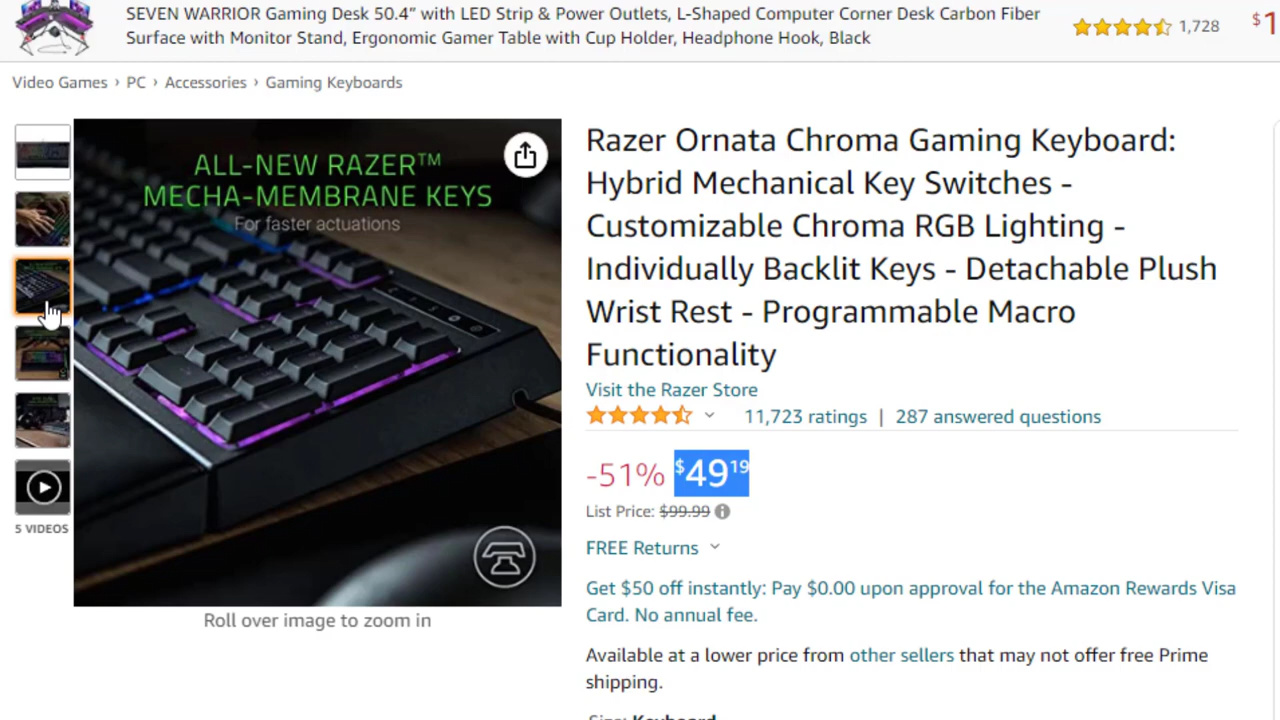 SEVEN WARRIOR Gaming Desk 50.4” with LED Strip & Power Outlets, L-Shaped Computer Corner Desk Carbon Fiber
Surface with Monitor Stand, Ergonomic Gamer Table with Cup Holder, Headphone Hook, Black
1,728
$1
Video Games › PC › Accessories › Gaming Keyboards
ALL-NEW RAZER™
MECHA-MEMBRANE KEYS
For faster actuations
5 VIDEOS
Roll over image to zoom in
Razer Ornata Chroma Gaming Keyboard:
Hybrid Mechanical Key Switches -
Customizable Chroma RGB Lighting -
Individually Backlit Keys - Detachable Plush
Wrist Rest - Programmable Macro
Functionality
Visit the Razer Store
11,723 ratings | 287 answered questions
-51% $4919
List Price: $99.99
FREE Returns
Get $50 off instantly: Pay $0.00 upon approval for the Amazon Rewards Visa
Card. No annual fee.
Available at a lower price from other sellers that may not offer free Prime
shipping.
Size: Keyboard